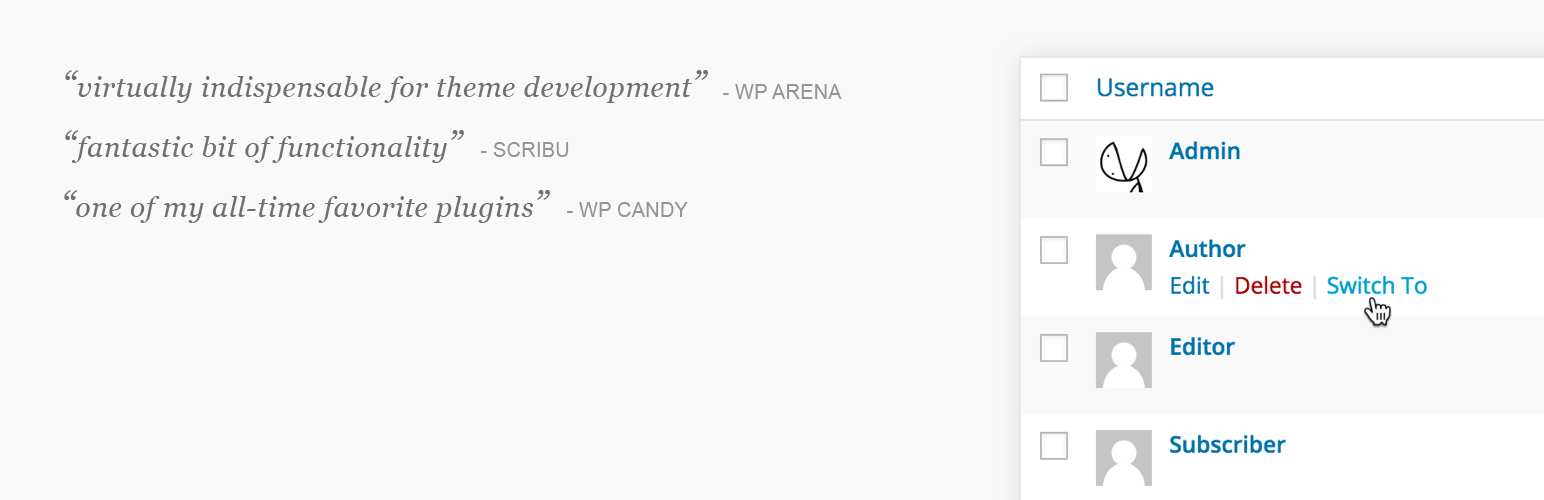 “virtually indispensable for theme development” - WP ARENA
“fantastic bit of functionality” - SCRIBU
“one of my all-time favorite plugins” - WP CANDY
Username
Admin
Author
Edit | Delete | Switch To
Editor
Subscriber